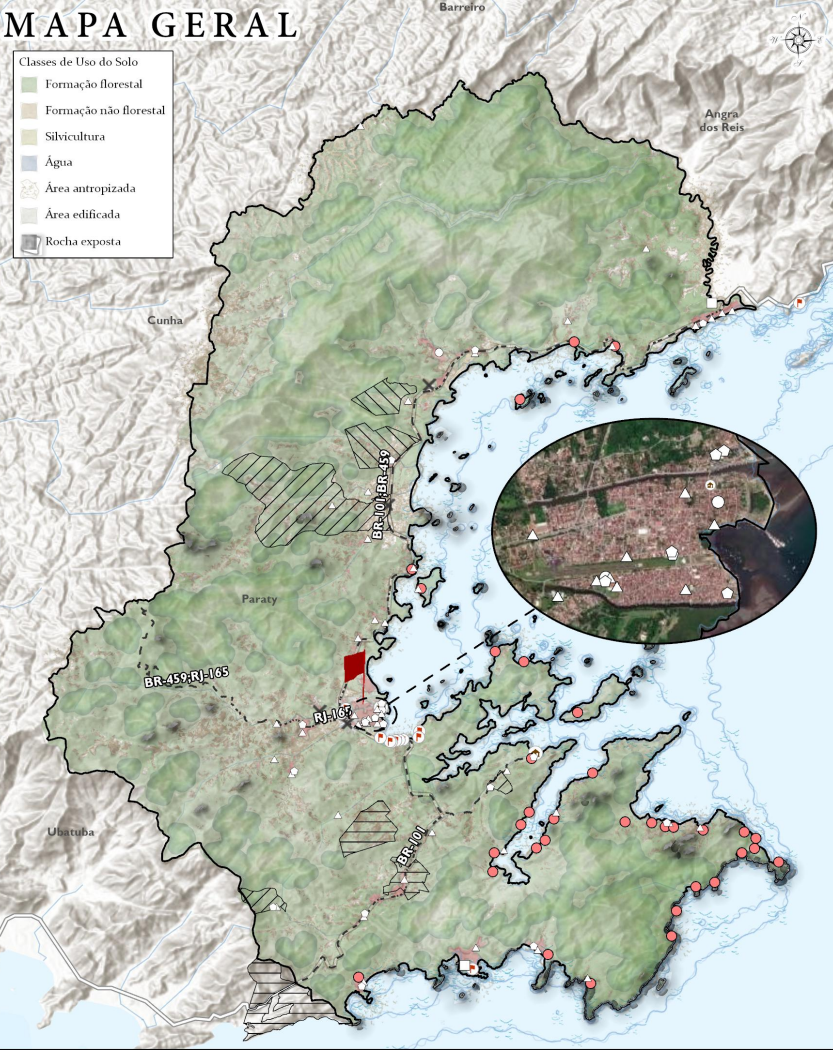 MAPA GERAL
Barreiro
Classes de Uso do Solo
Formação florestal
Formação não florestal
Silvicultura
Água
Área antropizada
Área edificada
Rocha exposta
Angra
dos Reis
Cunha
BR-101;BR-459
Paraty
BR-459;RJ-165
RJ-165
Ubatuba
BR-101